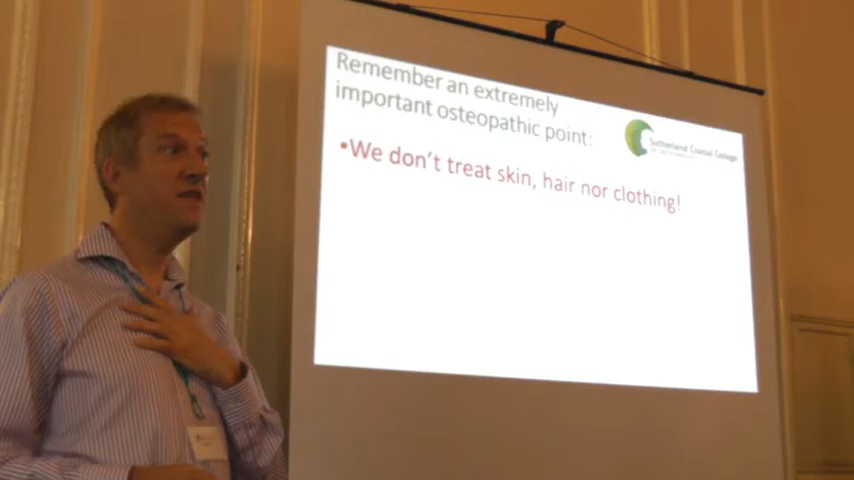 Remember an extremely
important osteopathic point:
Sutherland Cranial College
•We don't treat skin, hair nor clothing!